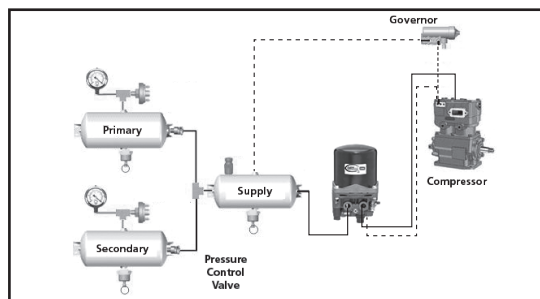 Governor
Primary
Supply
Compressor
Secondary
Pressure
Control
Valve